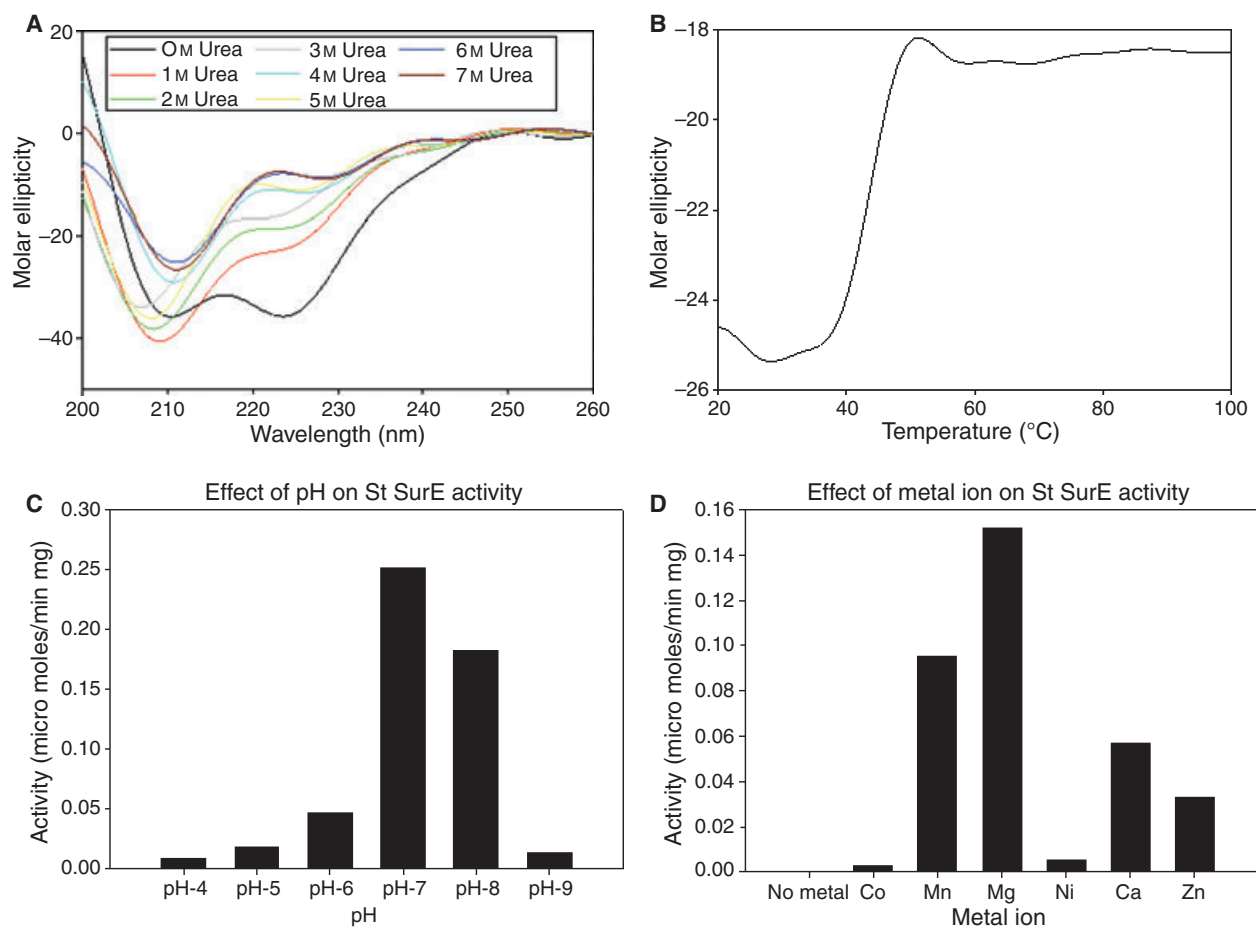 A
20
0
−20
−40
Molar ellipticity
0 M Urea 3 M Urea 6 M Urea
1 M Urea 4 M Urea 7 M Urea
2 M Urea 5 M Urea
200 210 220 230 240 250 260
Wavelength (nm)
B
−18
−20
−22
−24
−26
Molar ellipticity
20 40 60 80 100
Temperature (°C)
C
Effect of pH on St SurE activity
0.30
0.25
0.20
0.15
0.10
0.05
0.00
Activity (micro moles/min mg)
pH-4 pH-5 pH-6 pH-7 pH-8 pH-9
pH
D
Effect of metal ion on St SurE activity
0.16
0.14
0.12
0.10
0.08
0.06
0.04
0.02
0.00
Activity (micro moles/min mg)
No metal Co Mn Mg Ni Ca Zn
Metal ion